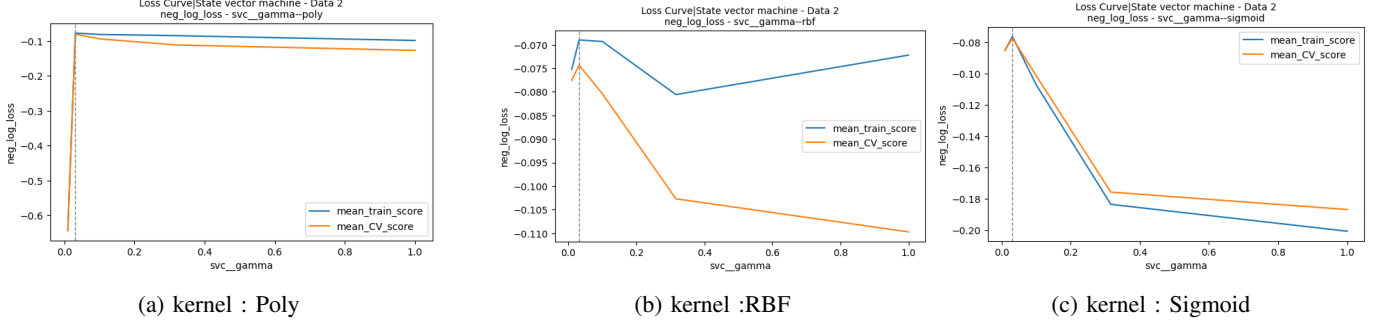 Loss Curve|State vector machine - Data 2
neg_log_loss - svc__gamma--poly
−0.1
−0.2
−0.3
−0.4
−0.5
−0.6
neg_log_loss
mean_train_score
mean_CV_score
0.0 0.2 0.4 0.6 0.8 1.0
svc__gamma
(a) kernel : Poly
Loss Curve|State vector machine - Data 2
neg_log_loss - svc__gamma--rbf
−0.070
−0.075
−0.080
−0.085
−0.090
−0.095
−0.100
−0.105
−0.110
neg_log_loss
mean_train_score
mean_CV_score
0.0 0.2 0.4 0.6 0.8 1.0
svc__gamma
(b) kernel :RBF
Loss Curve|State vector machine - Data 2
neg_log_loss - svc__gamma--sigmoid
−0.08
−0.10
−0.12
−0.14
−0.16
−0.18
−0.20
neg_log_loss
mean_train_score
mean_CV_score
0.0 0.2 0.4 0.6 0.8 1.0
svc__gamma
(c) kernel : Sigmoid